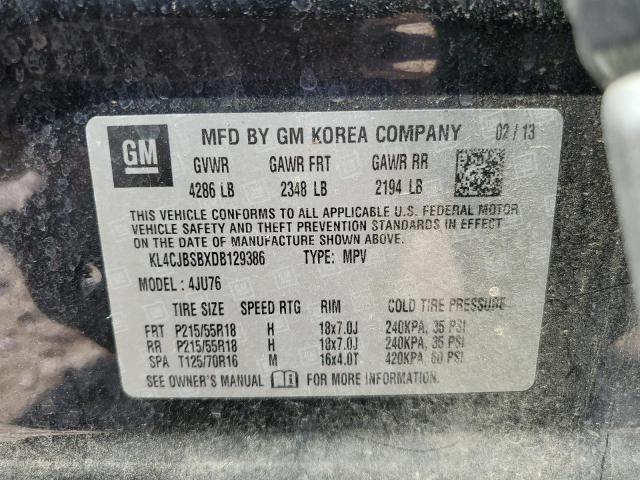 GM MFD BY GM KOREA COMPANY 02/13
GVWR GAWR FRT GAWR RR
4286 LB 2348 LB 2194 LB
THIS VEHICLE CONFORMS TO ALL APPLICABLE U.S. FEDERAL MOTOR
VEHICLE SAFETY AND THEFT PREVENTION STANDARDS IN EFFECT ON
THE DATE OF MANUFACTURE SHOWN ABOVE.
KL4CJBSBXDB129386 TYPE: MPV
MODEL: 4JU76
TIRE SIZE SPEED RTG RIM COLD TIRE PRESSURE
FRT P215/55R18 H 18x7.0J 240KPA, 35 PSI
RR P215/55R18 H 18x7.0J 240KPA, 35 PSI
SPA T125/70R16 M 16x4.0T 420KPA, 60 PSI
SEE OWNER'S MANUAL FOR MORE INFORMATION.